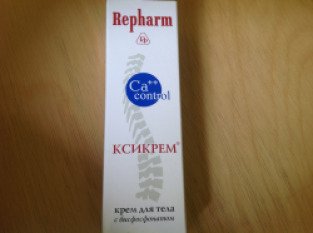 Repharm
Ca⁺⁺
control
КСИКРЕМ®
крем для тела
с бисфосфонатом